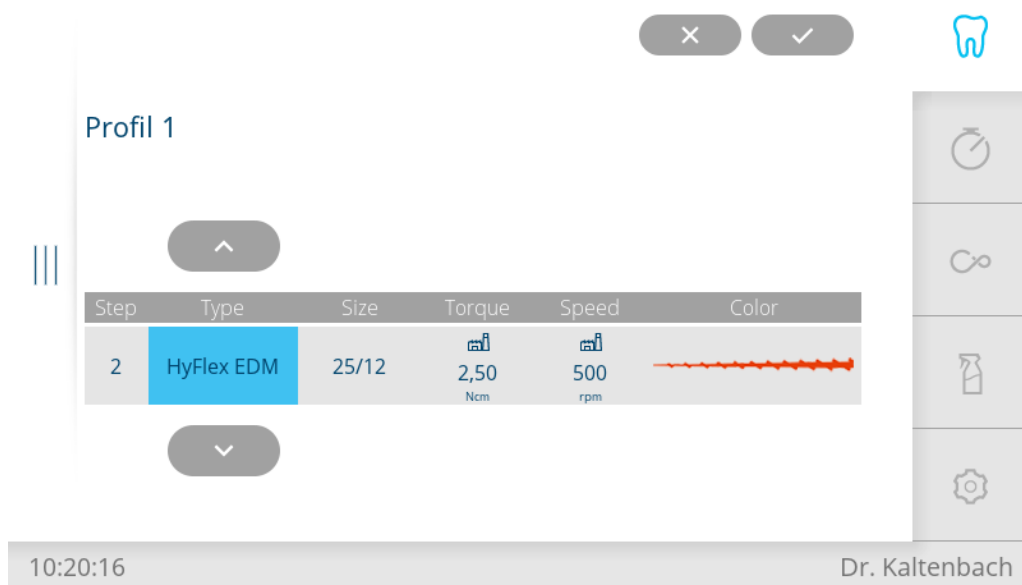 Profil 1
Step Type Size Torque Speed Color
2 HyFlex EDM 25/12 2,50 Ncm 500 rpm
10:20:16 Dr. Kaltenbach